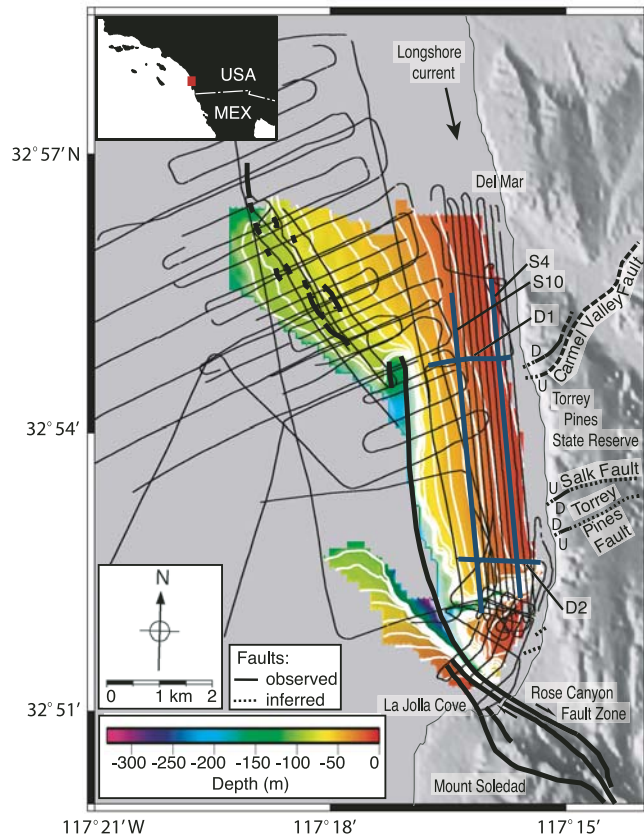 USA
MEX
Longshore
current
32°57'N
Del Mar
S4
S10
D1
Carmel Valley Fault
D
U
Torrey
Pines
State Reserve
32°54'
U
Salk Fault
D
D
Torrey
Pines
Fault
U
D2
N
0 1 km 2
Faults:
observed
inferred
32°51'
La Jolla Cove
Rose Canyon
Fault Zone
-300 -250 -200 -150 -100 -50 0
Depth (m)
Mount Soledad
117°21'W
117°18'
117°15'